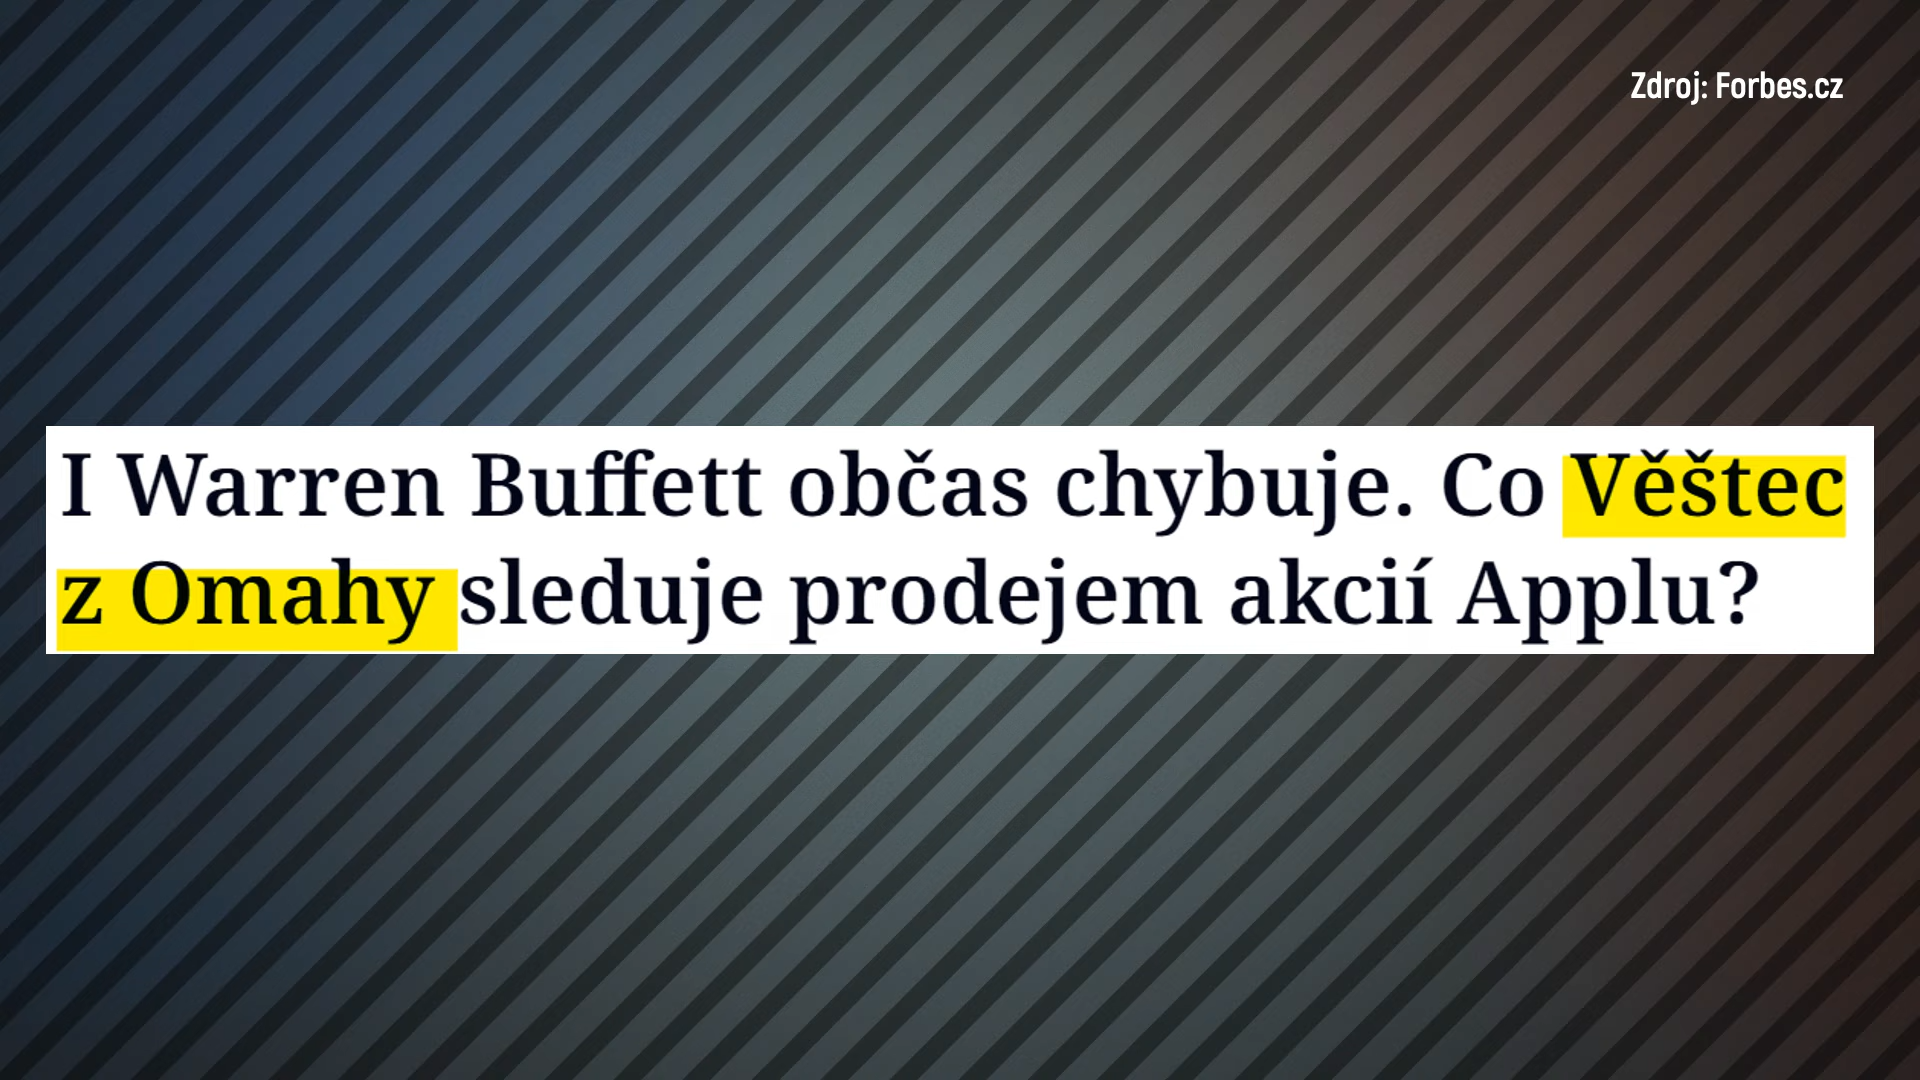 Zdroj: Forbes.cz
I Warren Buffett občas chybuje. Co Věštec
z Omahy sleduje prodejem akcií Applu?